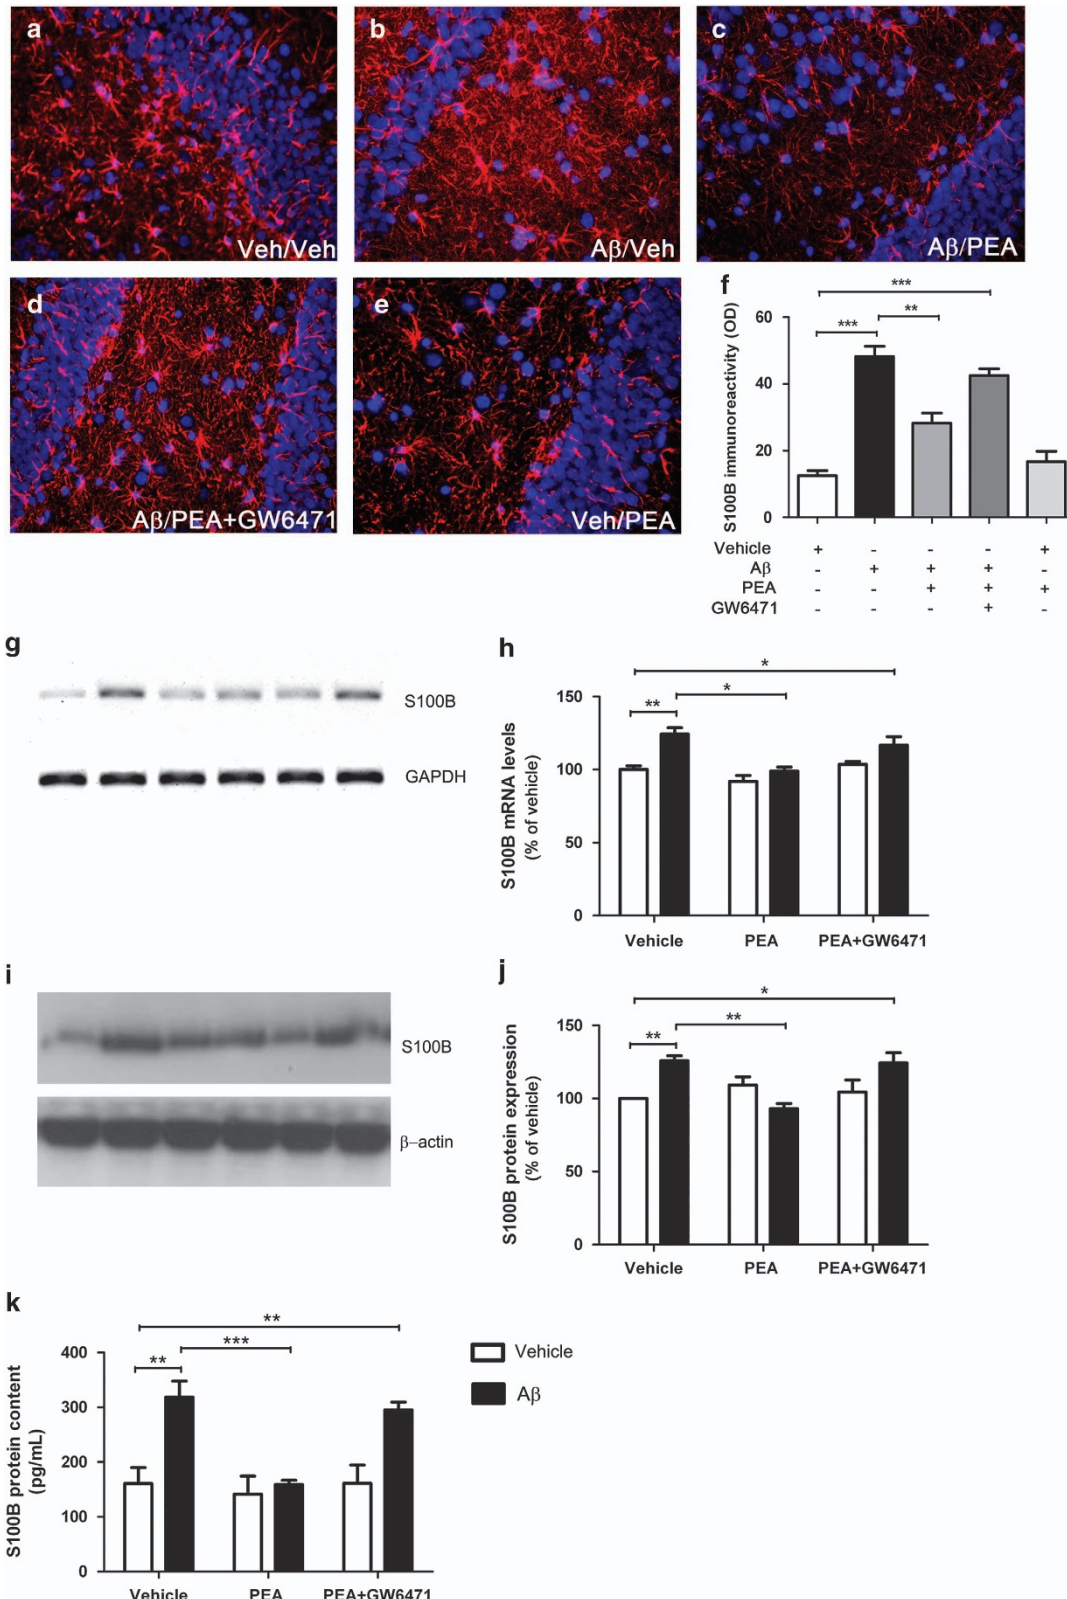 a
Veh/Veh
b
Aβ/Veh
c
Aβ/PEA
d
Aβ/PEA+GW6471
e
Veh/PEA
f
S100B immunoreactivity (OD)
60
40
20
0
***
**
***
Vehicle + - - - +
Aβ - + + + -
PEA - - + + +
GW6471 - - - + -
g
S100B
GAPDH
h
S100B mRNA levels
(% of vehicle)
150
100
50
0
*
*
**
Vehicle PEA PEA+GW6471
i
S100B
β–actin
j
S100B protein expression
(% of vehicle)
150
100
50
0
*
**
**
Vehicle PEA PEA+GW6471
k
S100B protein content
(pg/mL)
400
300
200
100
0
**
***
**
Vehicle PEA PEA+GW6471
Vehicle
Aβ